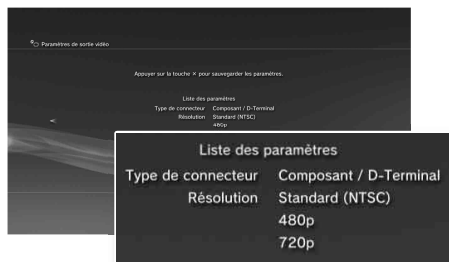 Paramètres de sortie vidéo
Appuyer sur la touche ✕ pour sauvegarder les paramètres.
Liste des paramètres
Type de connecteur Composant / D-Terminal
Résolution Standard (NTSC)
480p
Liste des paramètres
Type de connecteur Composant / D-Terminal
Résolution Standard (NTSC)
480p
720p